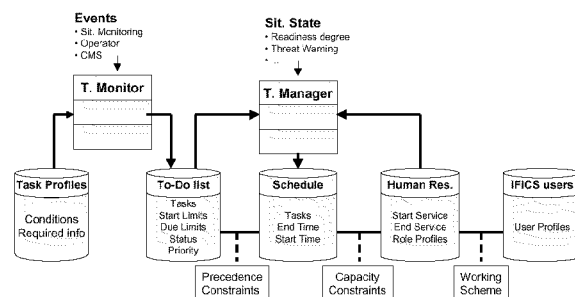 Events
• Sit. Monitoring
• Operator
• CMS
Sit. State
• Readiness degree
• Threat Warning
• ..
T. Monitor
T. Manager
Task Profiles
Conditions
Required info
To-Do list
Tasks
Start Limits
Due Limits
Status
Priority
Schedule
Tasks
End Time
Start Time
Human Res.
Start Service
End Service
Role Profiles
IFICS users
User Profiles
Precedence
Constraints
Capacity
Constraints
Working
Scheme